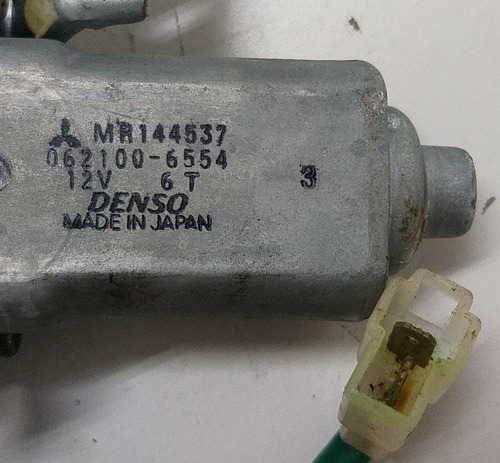 MR144537
062100-6554
12V 6T 3
DENSO
MADE IN JAPAN